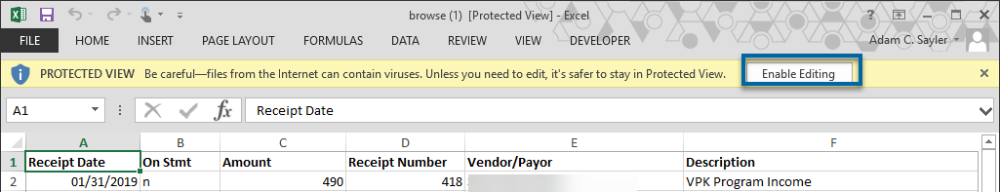 browse (1) [Protected View] - Excel
FILE HOME INSERT PAGE LAYOUT FORMULAS DATA REVIEW VIEW DEVELOPER Adam C. Sayler
PROTECTED VIEW Be careful—files from the Internet can contain viruses. Unless you need to edit, it's safer to stay in Protected View. Enable Editing
A1 fx Receipt Date
A B C D E F
1 Receipt Date On Stmt Amount Receipt Number Vendor/Payor Description
2 01/31/2019 n 490 418 VPK Program Income